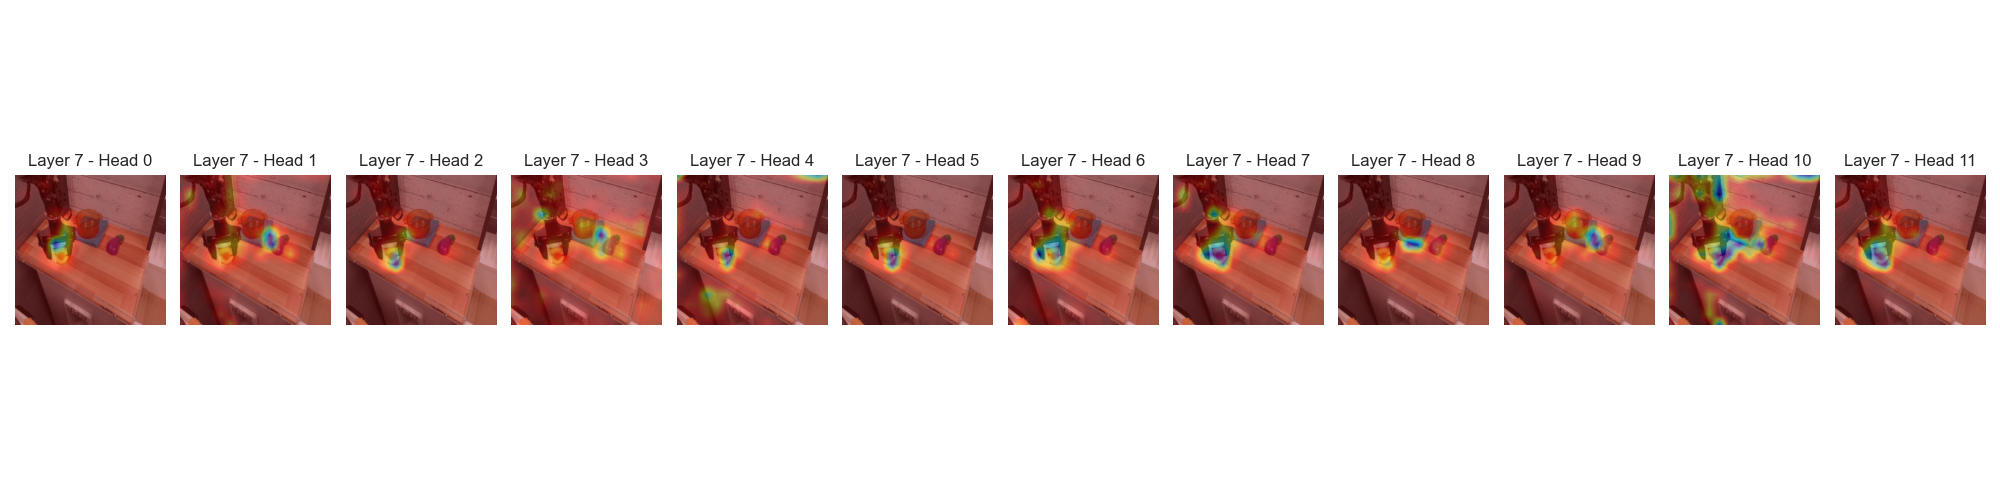 Layer 7 - Head 0
Layer 7 - Head 1
Layer 7 - Head 2
Layer 7 - Head 3
Layer 7 - Head 4
Layer 7 - Head 5
Layer 7 - Head 6
Layer 7 - Head 7
Layer 7 - Head 8
Layer 7 - Head 9
Layer 7 - Head 10
Layer 7 - Head 11